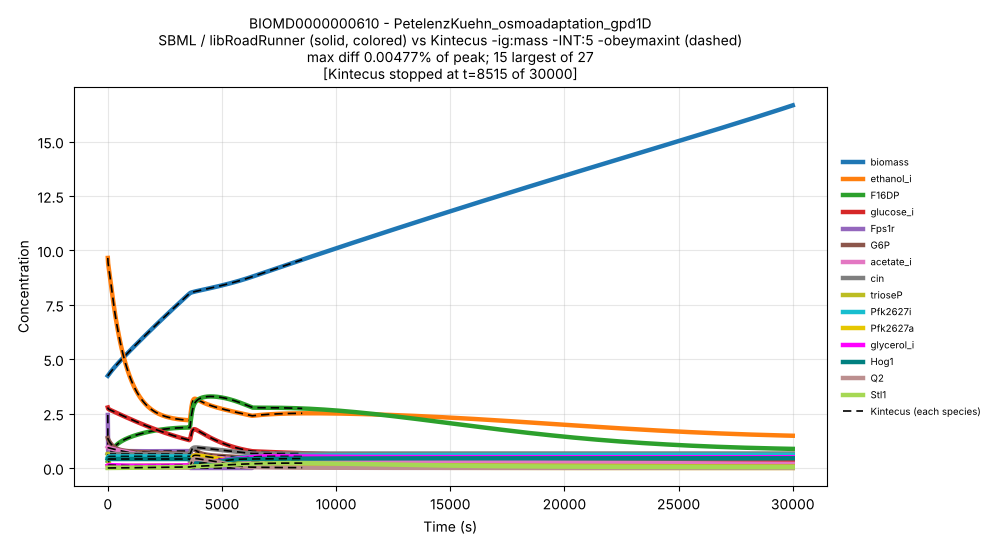 BIOMD0000000610 - PetelenzKuehn_osmoadaptation_gpd1D
SBML / libRoadRunner (solid, colored) vs Kintecus -ig:mass -INT:5 -obeymaxint (dashed)
max diff 0.00477% of peak; 15 largest of 27
[Kintecus stopped at t=8515 of 30000]
Concentration
15.0
12.5
10.0
7.5
5.0
2.5
0.0
0
5000
10000
15000
20000
25000
30000
Time (s)
biomass
ethanol_i
F16DP
glucose_i
Fps1r
G6P
acetate_i
cin
trioseP
Pfk2627i
Pfk2627a
glycerol_i
Hog1
Q2
Stl1
Kintecus (each species)